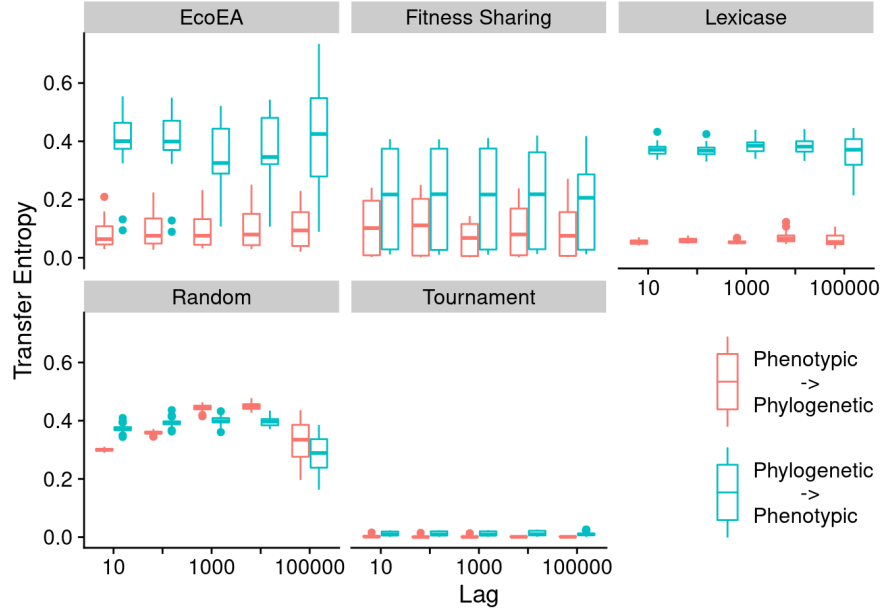 EcoEA
Fitness Sharing
Lexicase
0.6
0.4
0.2
0.0
10
1000
100000
Random
Tournament
0.6
0.4
0.2
0.0
10
1000
100000
10
1000
100000
Transfer Entropy
Lag
Phenotypic
->
Phylogenetic
Phylogenetic
->
Phenotypic